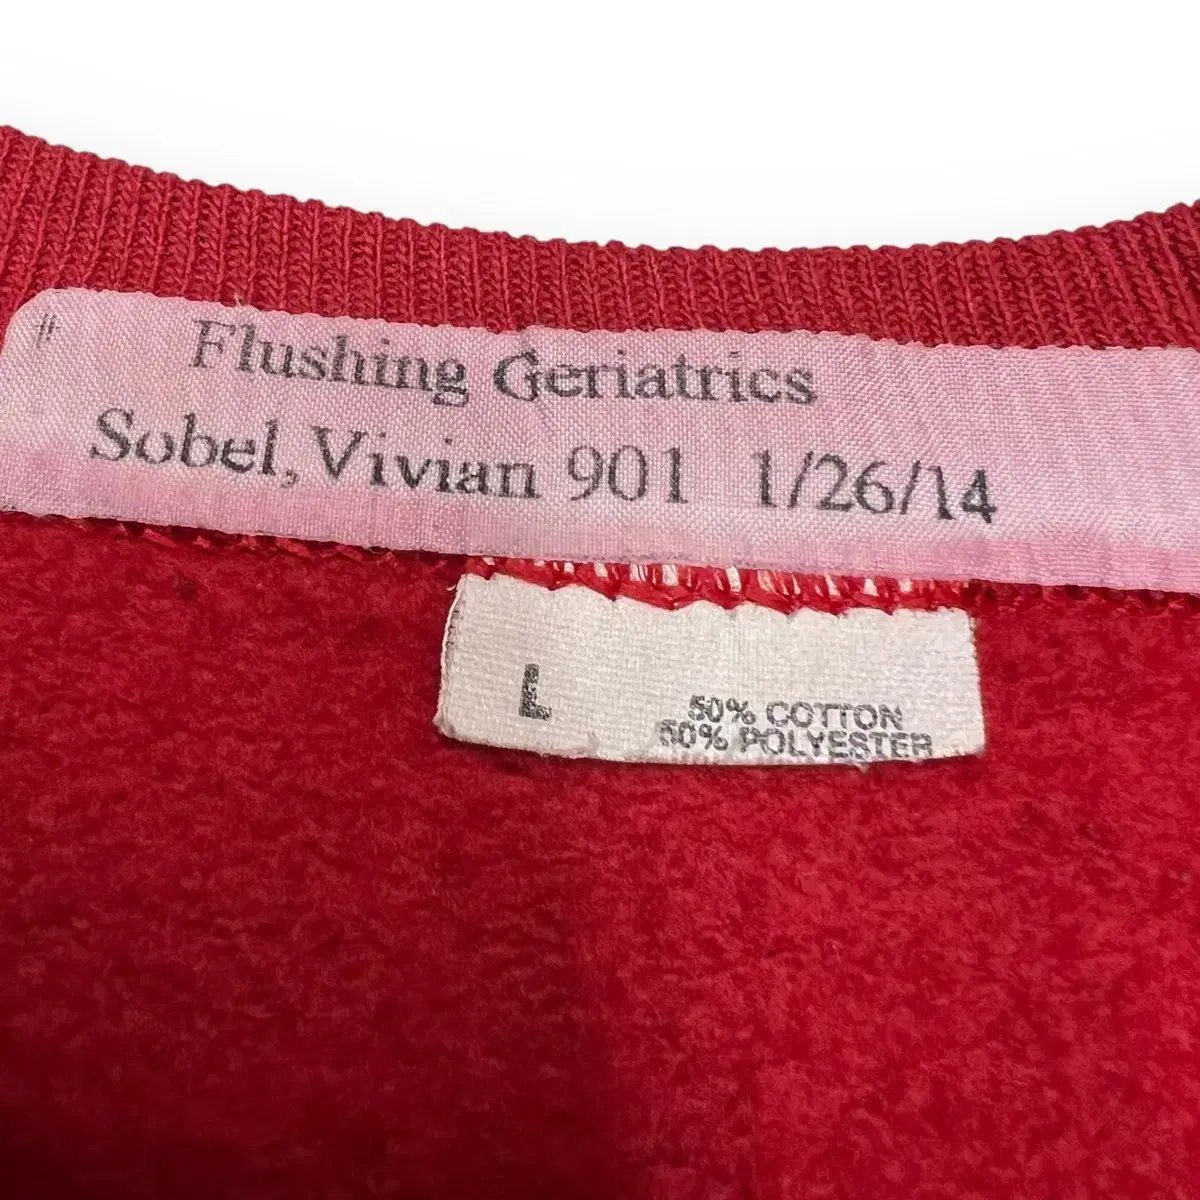 #
Flushing Geriatrics
Sobel, Vivian 901 1/26/14
L
50% COTTON
50% POLYESTER